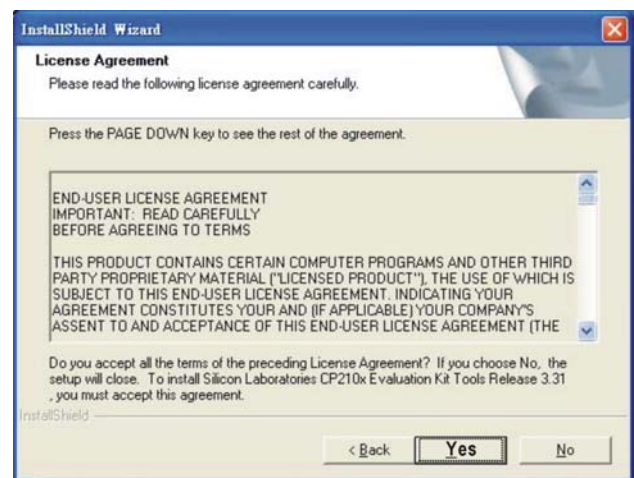 InstallShield Wizard
License Agreement
Please read the following license agreement carefully.
Press the PAGE DOWN key to see the rest of the agreement.
END-USER LICENSE AGREEMENT
IMPORTANT: READ CAREFULLY
BEFORE AGREEING TO TERMS
THIS PRODUCT CONTAINS CERTAIN COMPUTER PROGRAMS AND OTHER THIRD
PARTY PROPRIETARY MATERIAL ("LICENSED PRODUCT"), THE USE OF WHICH IS
SUBJECT TO THIS END-USER LICENSE AGREEMENT. INDICATING YOUR
AGREEMENT CONSTITUTES YOUR AND (IF APPLICABLE) YOUR COMPANY'S
ASSENT TO AND ACCEPTANCE OF THIS END-USER LICENSE AGREEMENT (THE
Do you accept all the terms of the preceding License Agreement? If you choose No, the
setup will close. To install Silicon Laboratories CP210x Evaluation Kit Tools Release 3.31
, you must accept this agreement.
InstallShield
< Back Yes No